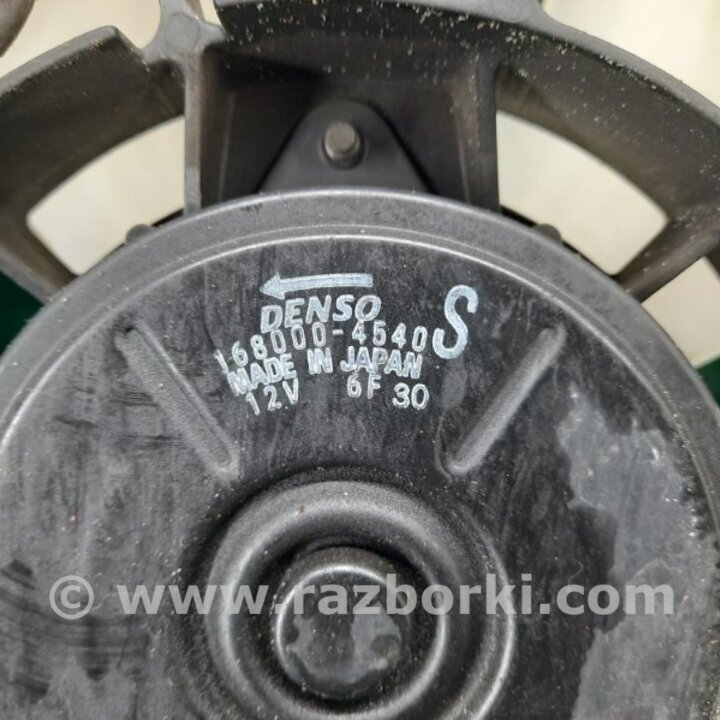 DENSO S
168000-4540
MADE IN JAPAN
12V 6F 30
© www.razborki.com